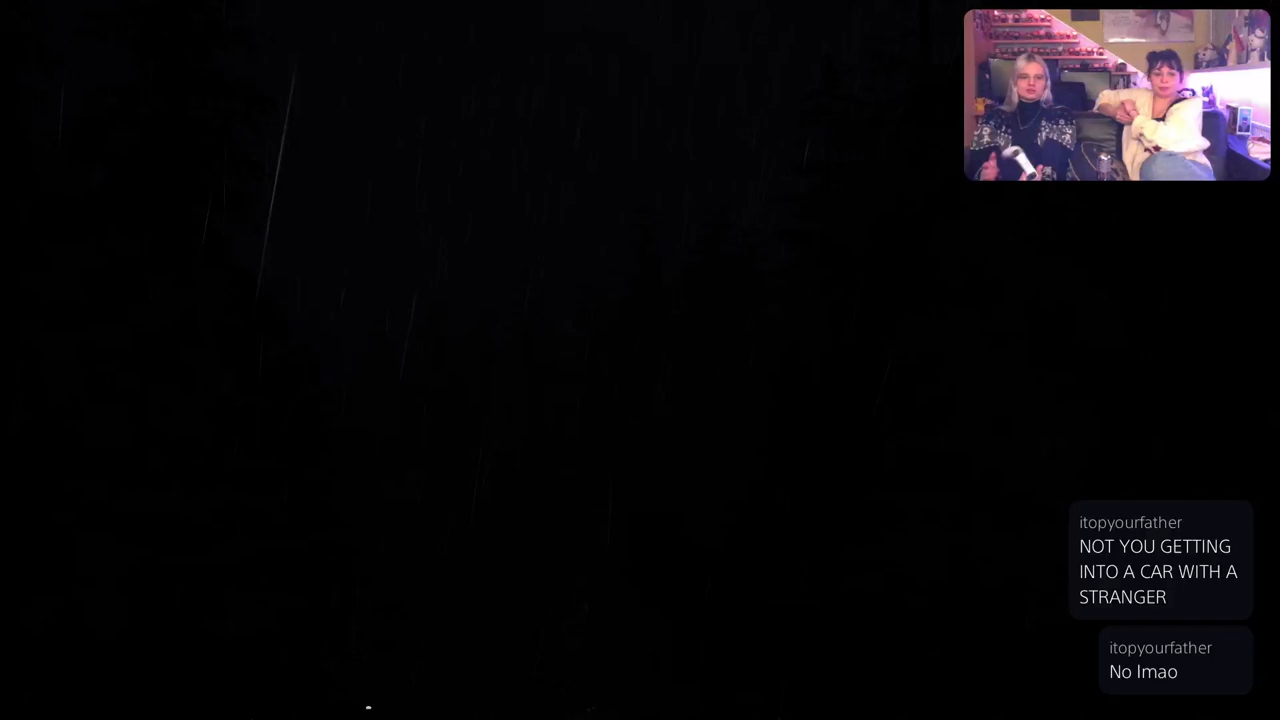 itopyourfather
NOT YOU GETTING
INTO A CAR WITH A
STRANGER
itopyourfather
No lmao